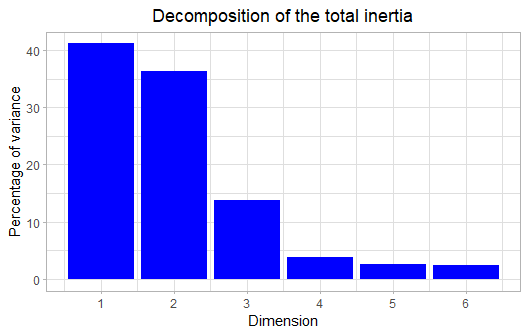 Decomposition of the total inertia
Percentage of variance
40
30
20
10
0
1 2 3 4 5 6
Dimension